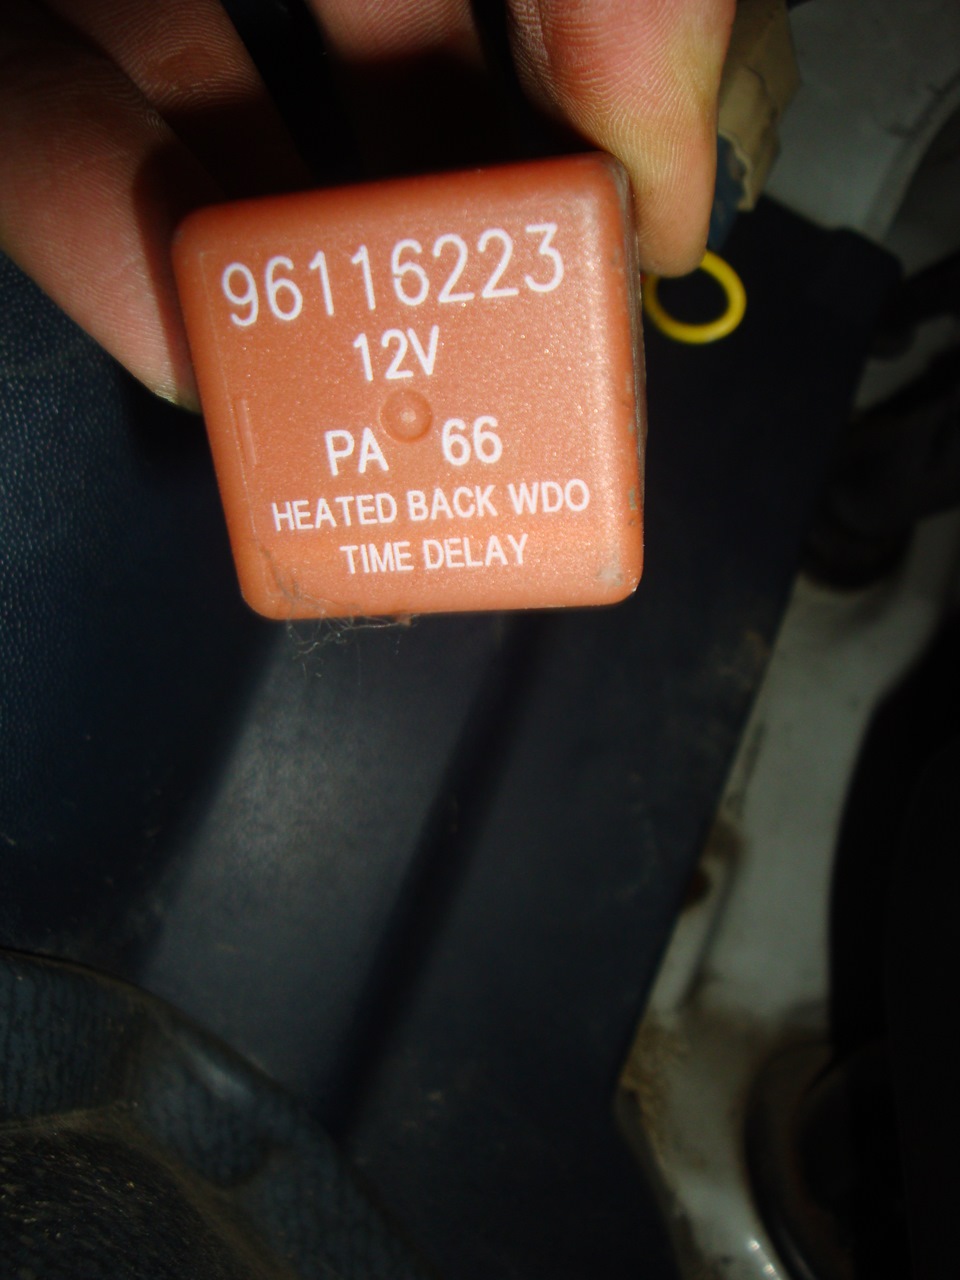 96116223
12V
PA 66
HEATED BACK WDO
TIME DELAY